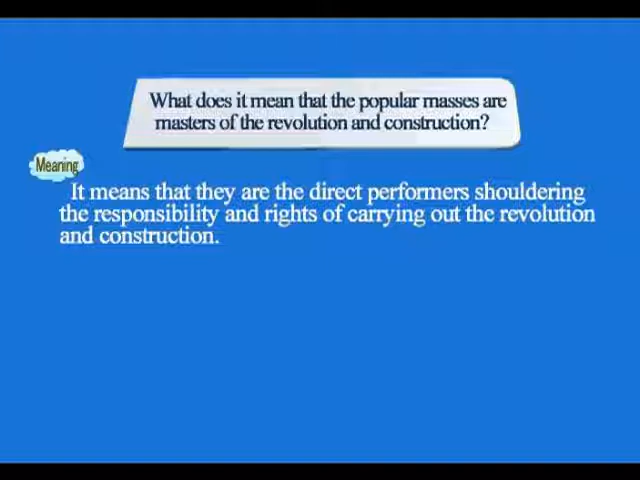 What does it mean that the popular masses are
masters of the revolution and construction?
Meaning
It means that they are the direct performers shouldering
the responsibility and rights of carrying out the revolution
and construction.